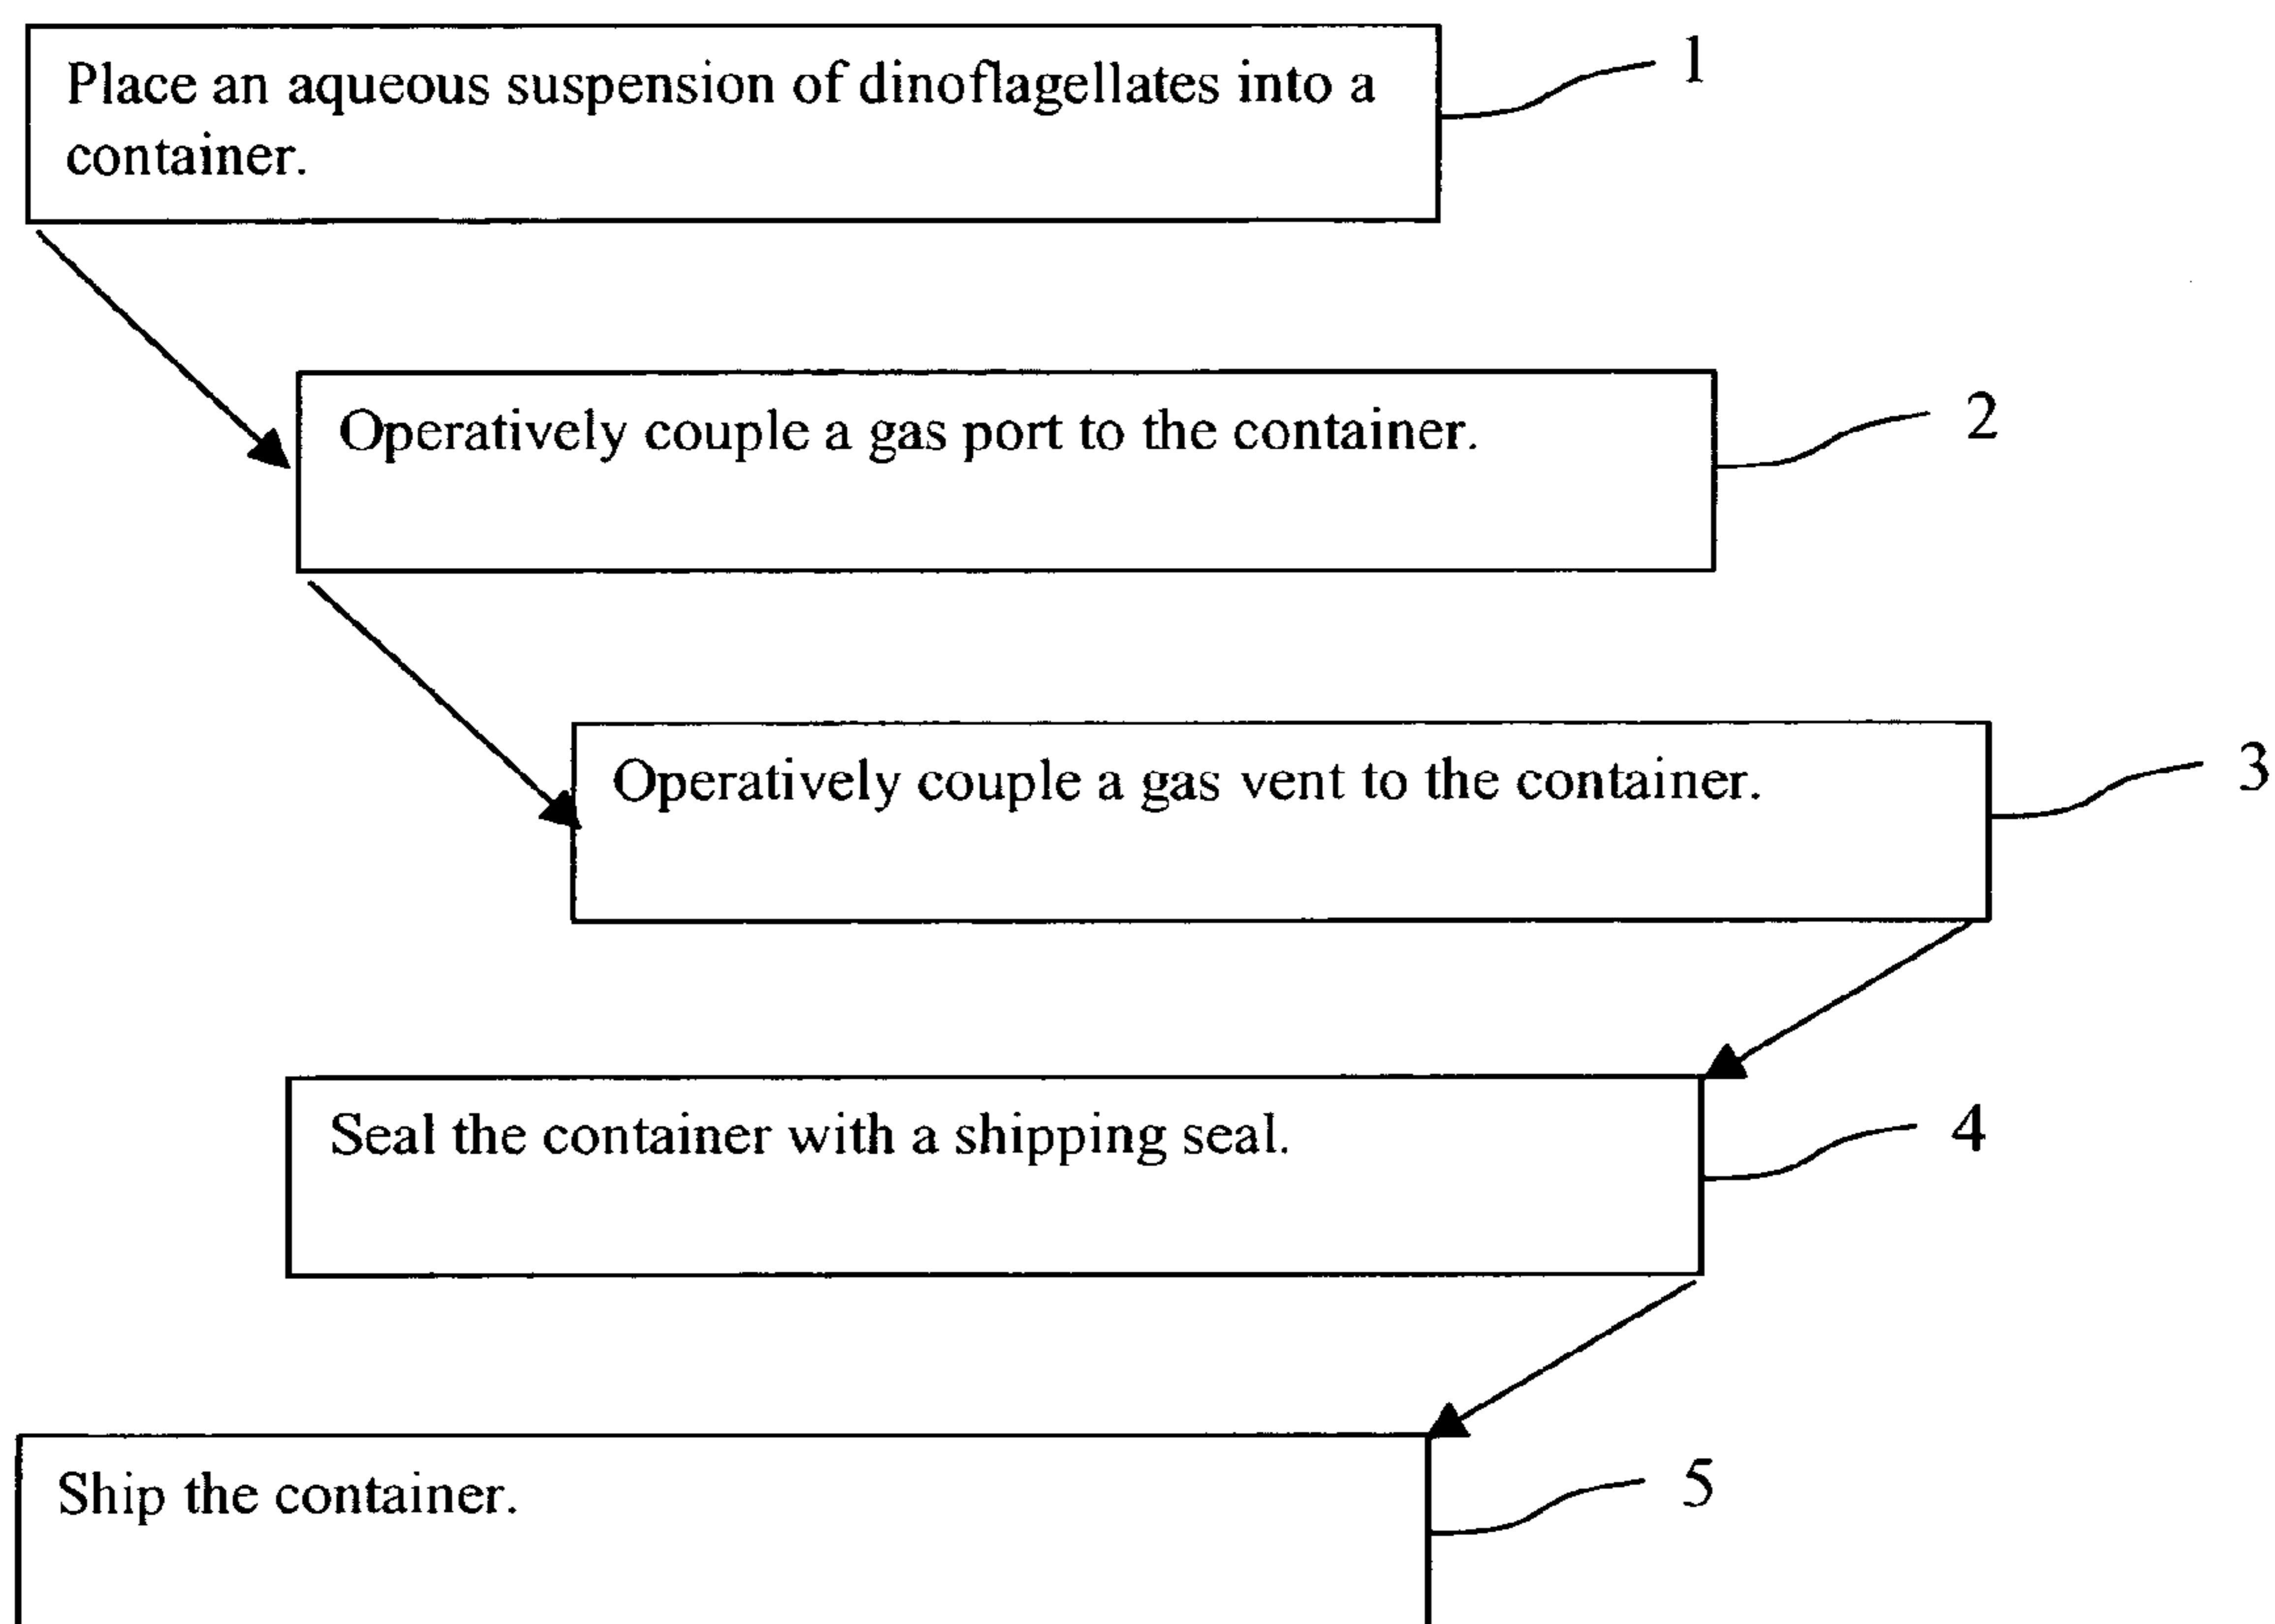 Place an aqueous suspension of dinoflagellates into a
container.
1
Operatively couple a gas port to the container.
2
Operatively couple a gas vent to the container.
3
Seal the container with a shipping seal.
4
Ship the container.
5